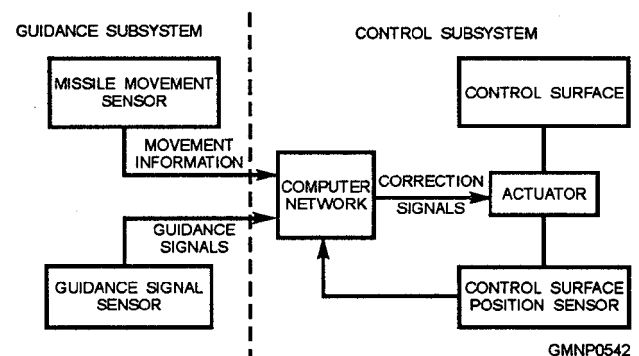 GUIDANCE SUBSYSTEM
CONTROL SUBSYSTEM
MISSILE MOVEMENT
SENSOR
CONTROL SURFACE
MOVEMENT
INFORMATION
COMPUTER
NETWORK
CORRECTION
SIGNALS
ACTUATOR
GUIDANCE
SIGNALS
GUIDANCE SIGNAL
SENSOR
CONTROL SURFACE
POSITION SENSOR
GMNP0542